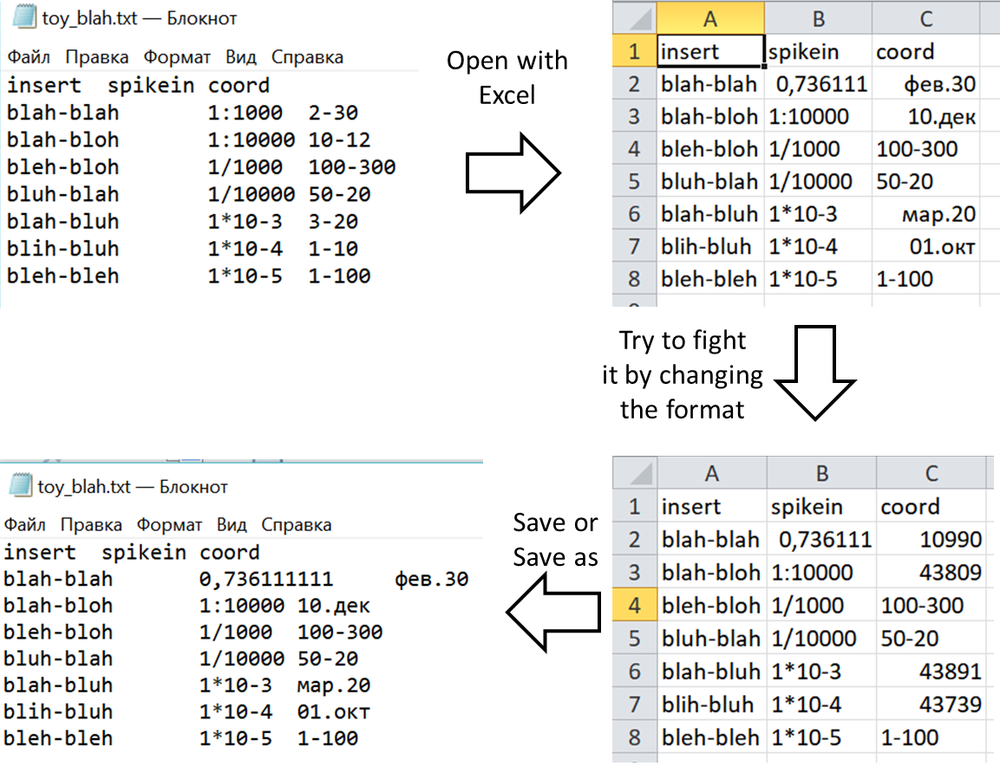 toy_blah.txt — Блокнот
Файл Правка Формат Вид Справка
insert spikein coord
blah-blah 1:1000 2-30
blah-bloh 1:10000 10-12
bleh-bloh 1/1000 100-300
bluh-blah 1/10000 50-20
blah-bluh 1*10-3 3-20
blih-bluh 1*10-4 1-10
bleh-bleh 1*10-5 1-100
Open with
Excel
A B C
1 insert spikein coord
2 blah-blah 0,736111 фев.30
3 blah-bloh 1:10000 10.дек
4 bleh-bloh 1/1000 100-300
5 bluh-blah 1/10000 50-20
6 blah-bluh 1*10-3 мар.20
7 blih-bluh 1*10-4 01.окт
8 bleh-bleh 1*10-5 1-100
Try to fight
it by changing
the format
A B C
1 insert spikein coord
2 blah-blah 0,736111 10990
3 blah-bloh 1:10000 43809
4 bleh-bloh 1/1000 100-300
5 bluh-blah 1/10000 50-20
6 blah-bluh 1*10-3 43891
7 blih-bluh 1*10-4 43739
8 bleh-bleh 1*10-5 1-100
Save or
Save as
toy_blah.txt — Блокнот
Файл Правка Формат Вид Справка
insert spikein coord
blah-blah 0,736111111 фев.30
blah-bloh 1:10000 10.дек
bleh-bloh 1/1000 100-300
bluh-blah 1/10000 50-20
blah-bluh 1*10-3 мар.20
blih-bluh 1*10-4 01.окт
bleh-bleh 1*10-5 1-100